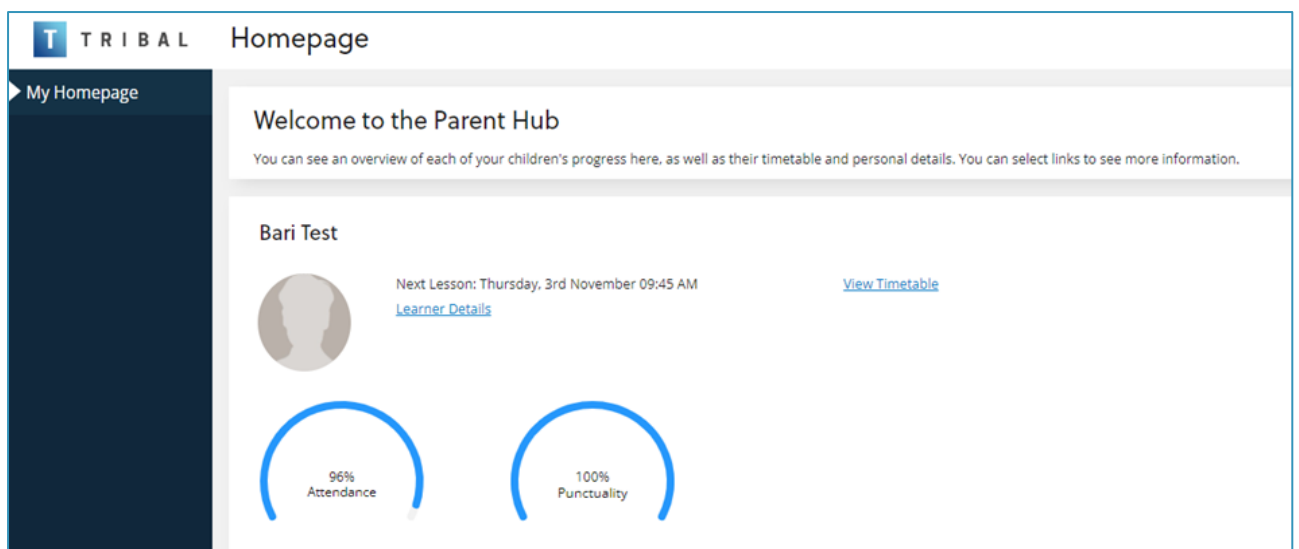 T TRIBAL
Homepage
My Homepage
Welcome to the Parent Hub
You can see an overview of each of your children's progress here, as well as their timetable and personal details. You can select links to see more information.
Bari Test
Next Lesson: Thursday, 3rd November 09:45 AM
View Timetable
Learner Details
96%
Attendance
100%
Punctuality